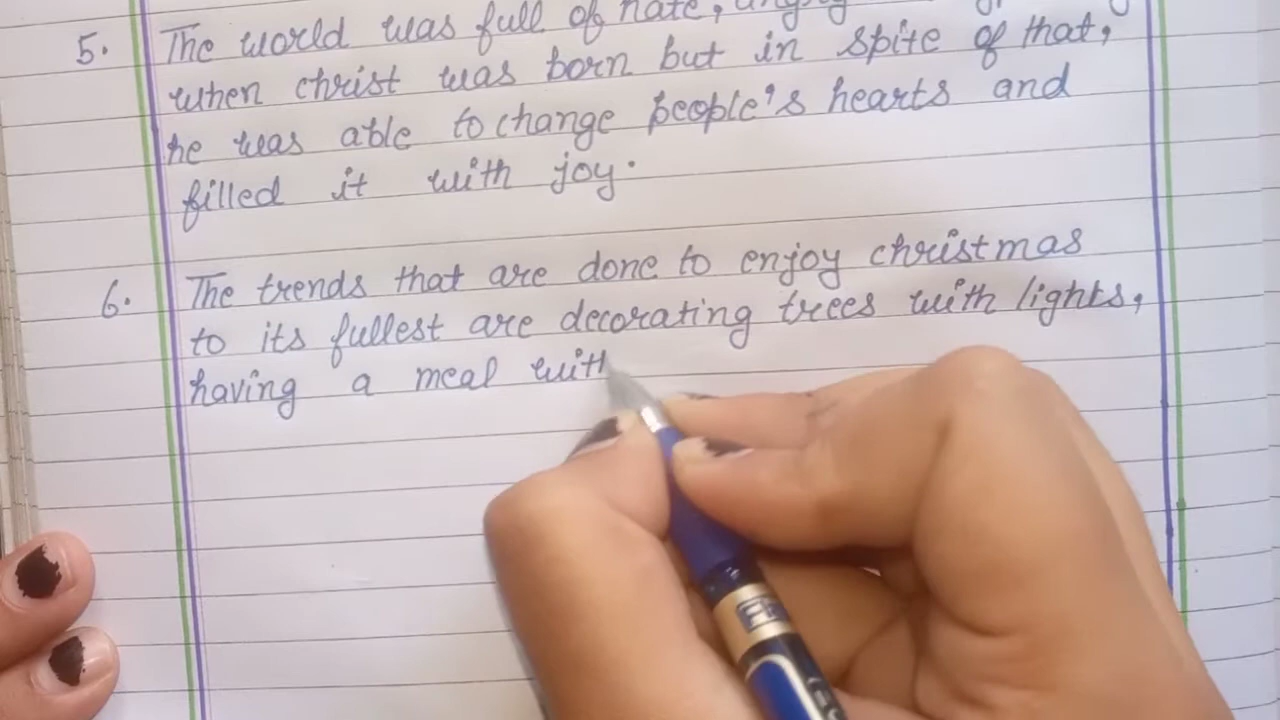 5. The world was full of hate,
when christ was born but in spite of that,
he was able to change people's hearts and
filled it with joy.
6. The trends that are done to enjoy christmas
to its fullest are decorating trees with lights,
having a meal with